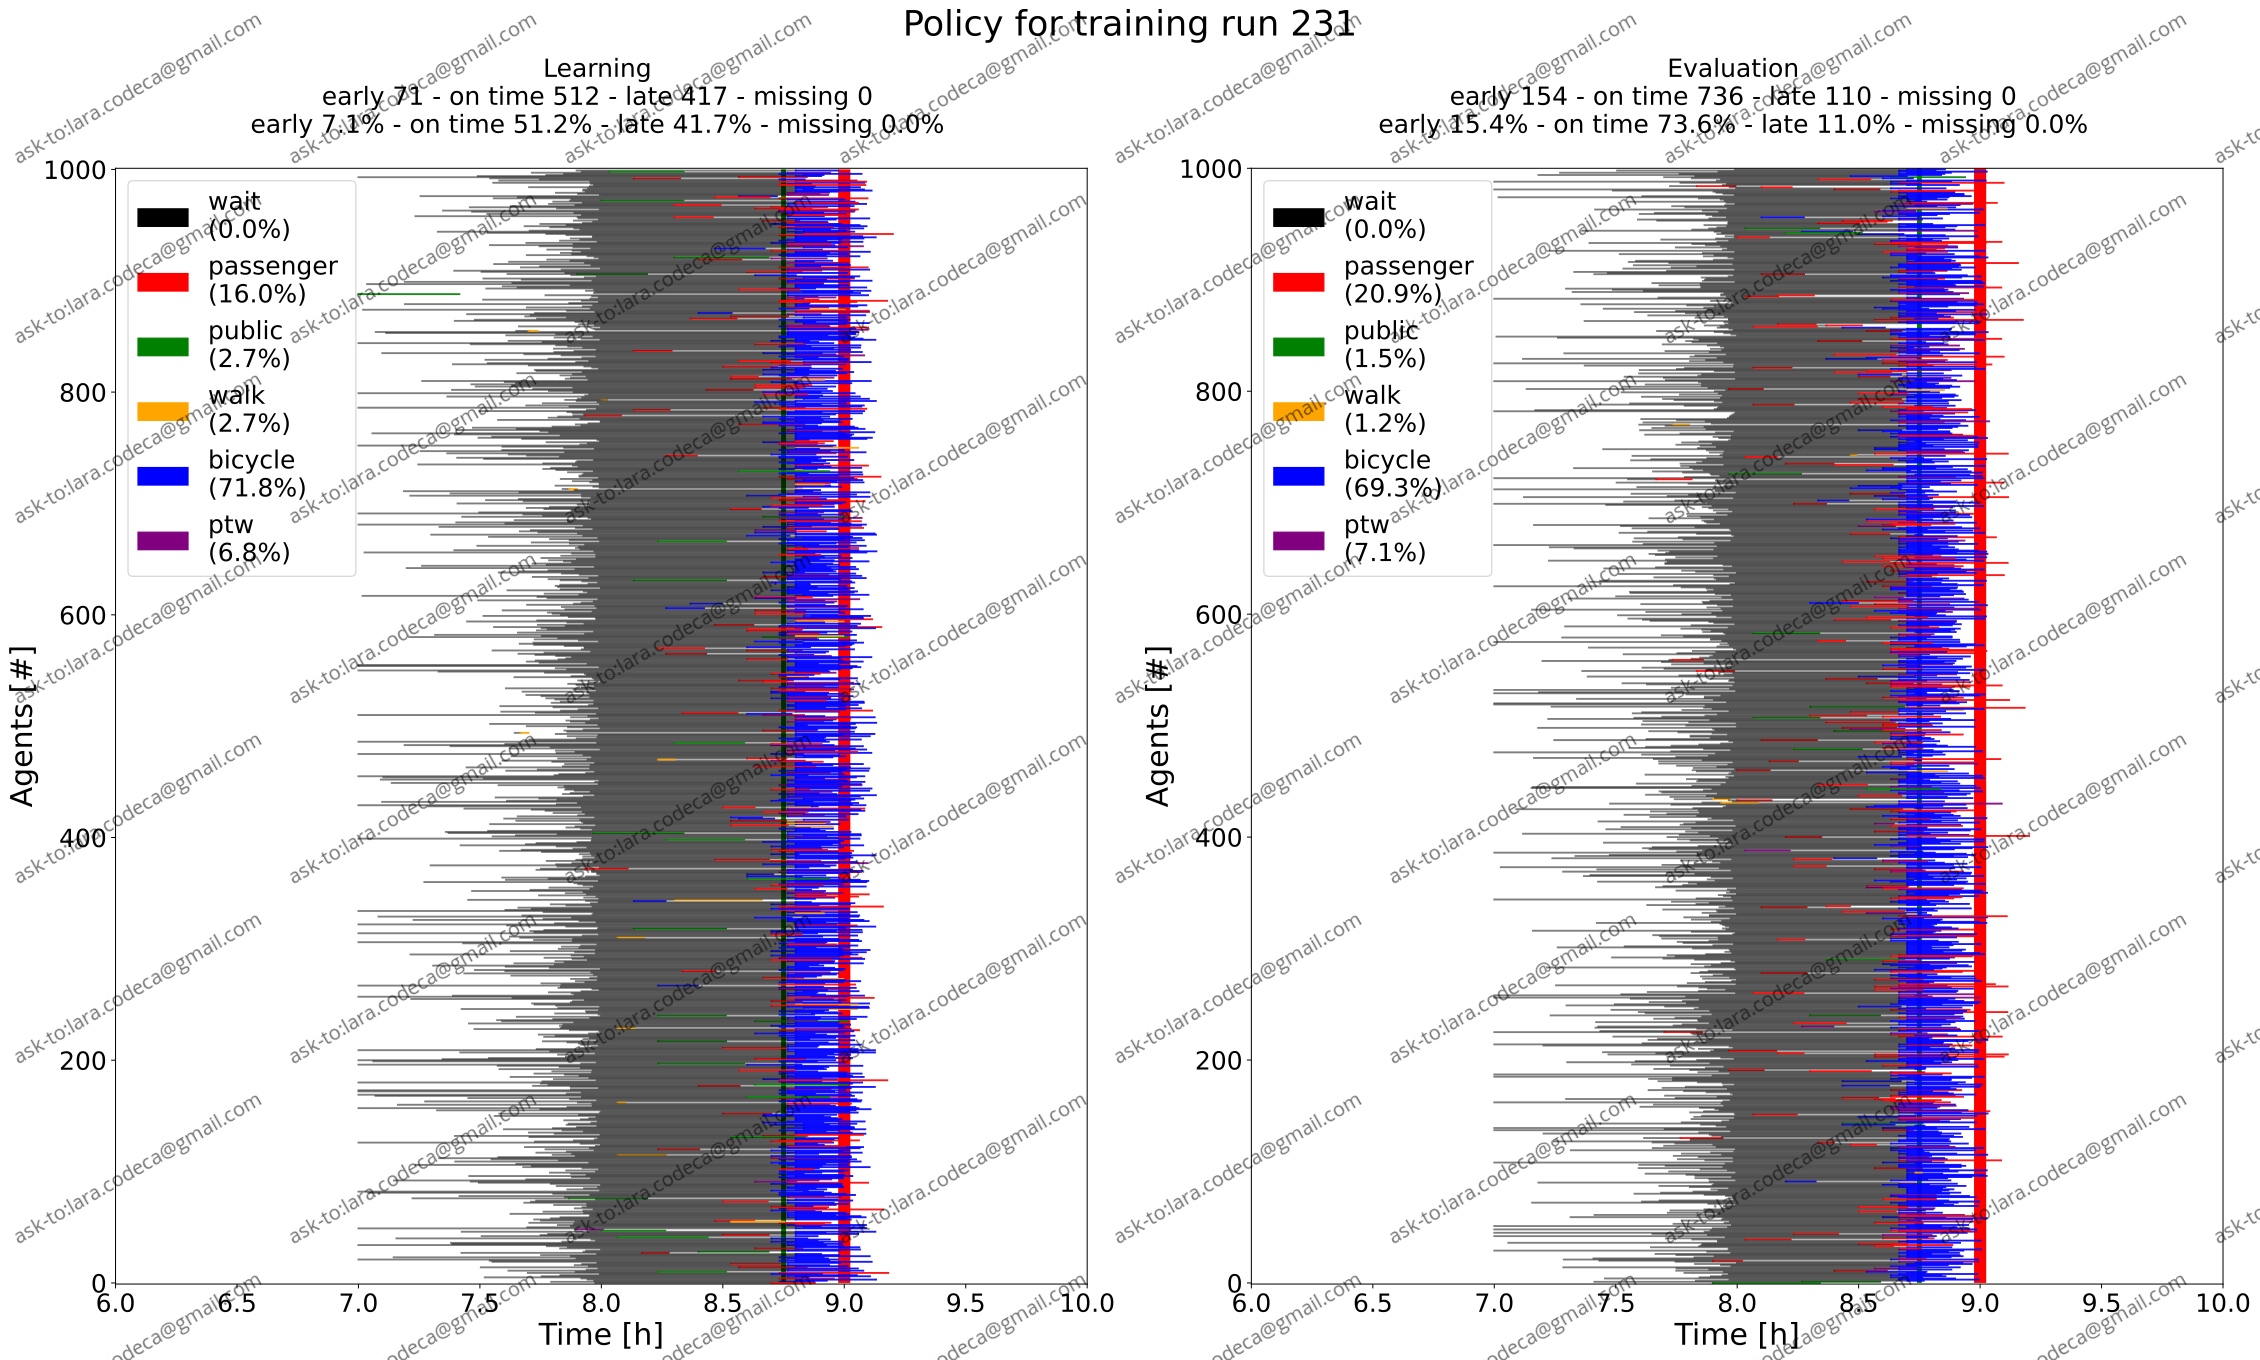 Policy for training run 231
Learning
early 71 - on time 512 - late 417 - missing 0
early 7.1% - on time 51.2% - late 41.7% - missing 0.0%
Evaluation
early 154 - on time 736 - late 110 - missing 0
early 15.4% - on time 73.6% - late 11.0% - missing 0.0%
wait
(0.0%)
passenger
(16.0%)
public
(2.7%)
walk
(2.7%)
bicycle
(71.8%)
ptw
(6.8%)
1000
800
600
400
200
0
Agents [#]
6.0 6.5 7.0 7.5 8.0 8.5 9.0 9.5 10.0
Time [h]
wait
(0.0%)
passenger
(20.9%)
public
(1.5%)
walk
(1.2%)
bicycle
(69.3%)
ptw
(7.1%)
1000
800
600
400
200
0
Agents [#]
6.0 6.5 7.0 7.5 8.0 8.5 9.0 9.5 10.0
Time [h]
ask-to:lara.codeca@gmail.com